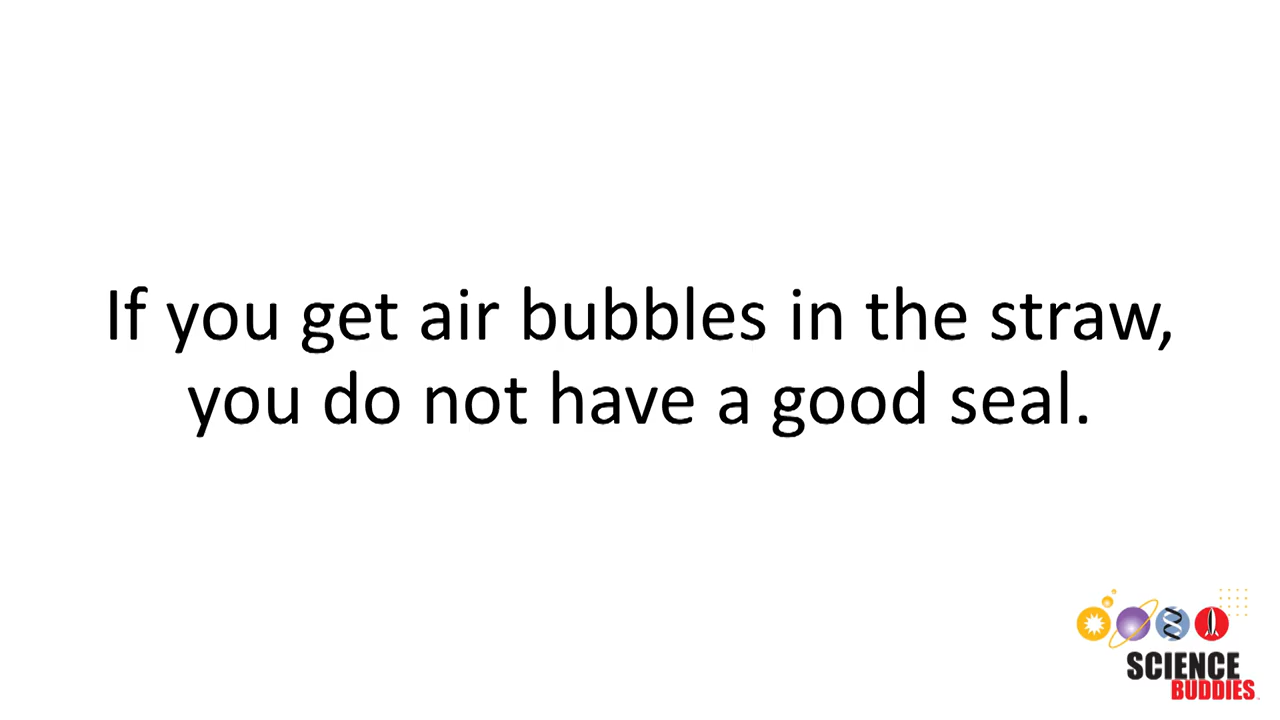 If you get air bubbles in the straw,
you do not have a good seal.
SCIENCE
BUDDIES